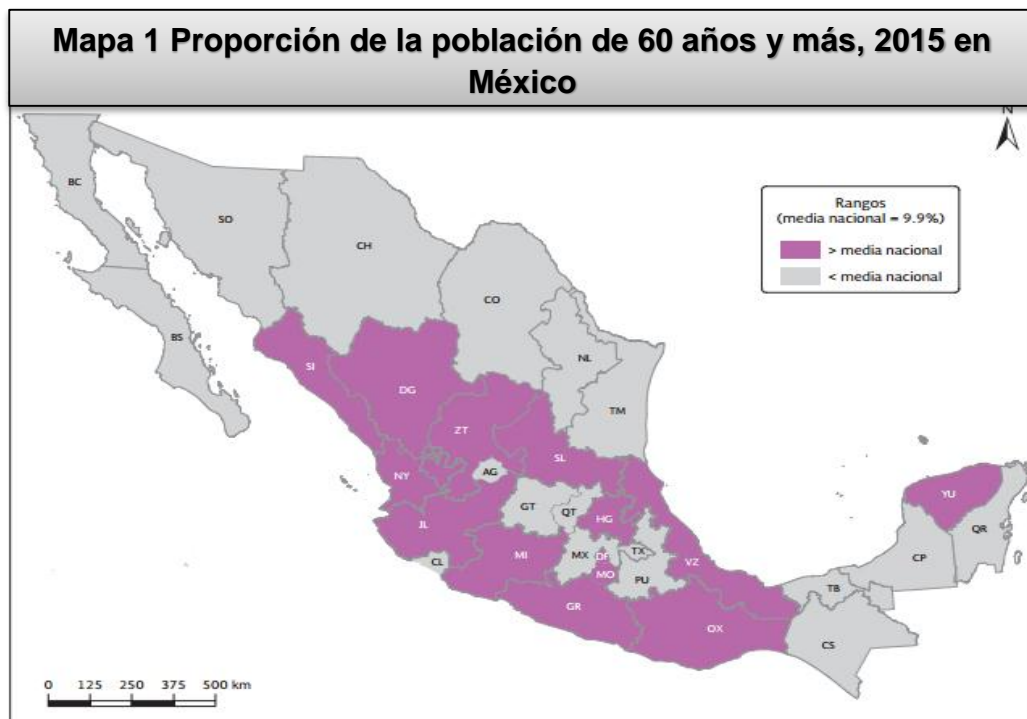 Mapa 1 Proporción de la población de 60 años y más, 2015 en
México
N
BC
SO
CH
CO
BS
NL
TM
SI
DG
ZT
SL
NY
AG
GT
QT
HG
JL
CL
MI
MX
DF
MO
TX
PU
VZ
GR
OX
YU
QR
CP
TB
CS
Rangos
(media nacional = 9.9%)
> media nacional
< media nacional
0 125 250 375 500 km